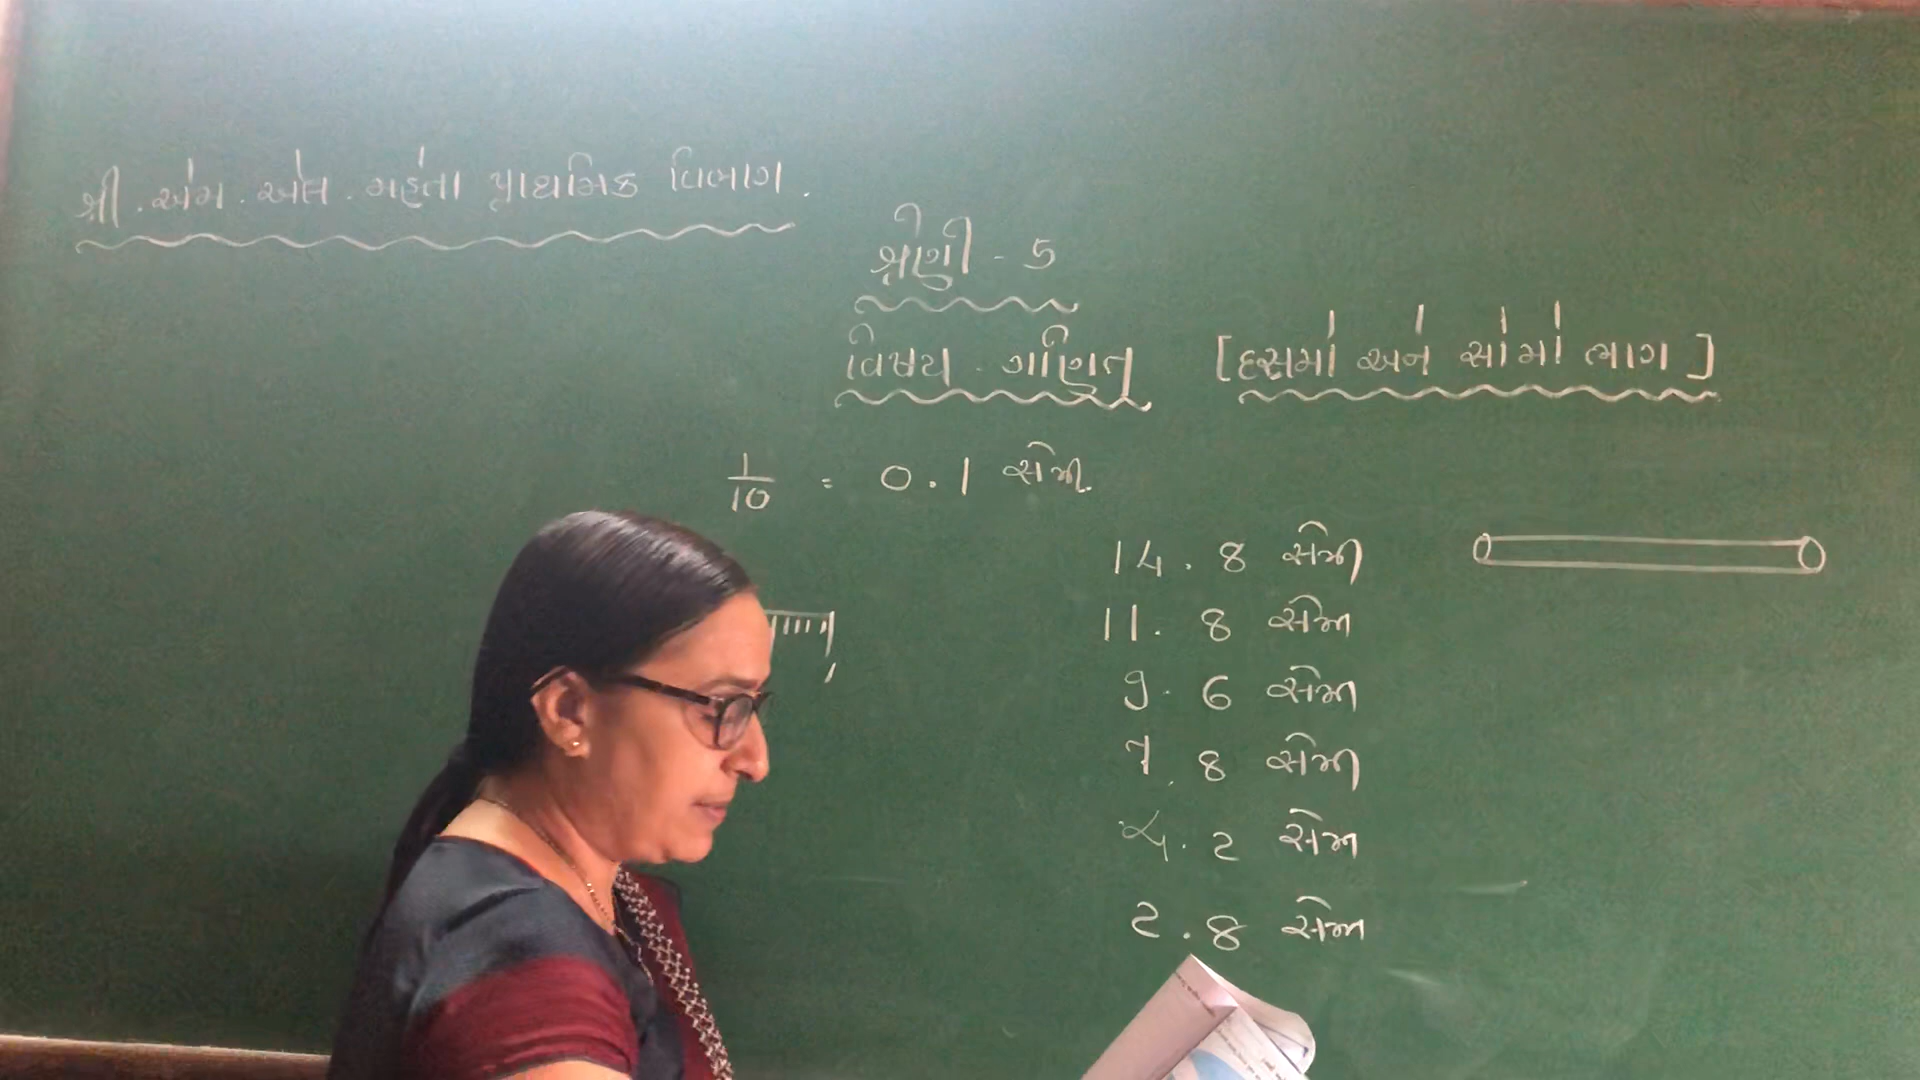 શ્રી. એમ. એલ. મહેતા પ્રાથમિક વિભાગ.
શ્રેણી - 5
વિષય - ગણિત [દસમાં અને સોમાં ભાગ]
1/10 = 0.1 સેમી.
14.8 સેમી
11.8 સેમી
9.6 સેમી
7.8 સેમી
2 સેમી
2.8 સેમી